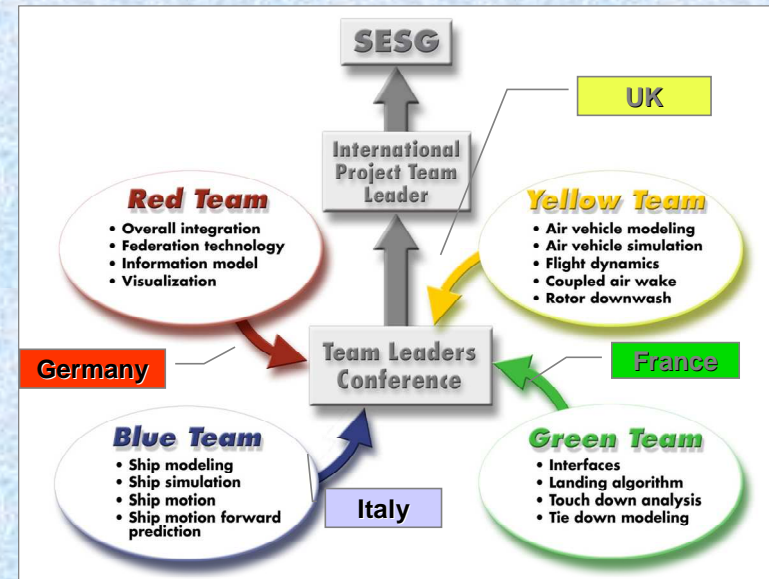 SESG
UK
International
Project Team
Leader
Red Team
• Overall integration
• Federation technology
• Information model
• Visualization
Yellow Team
• Air vehicle modeling
• Air vehicle simulation
• Flight dynamics
• Coupled air wake
• Rotor downwash
Team Leaders
Conference
Germany
France
Blue Team
• Ship modeling
• Ship simulation
• Ship motion
• Ship motion forward
prediction
Italy
Green Team
• Interfaces
• Landing algorithm
• Touch down analysis
• Tie down modeling